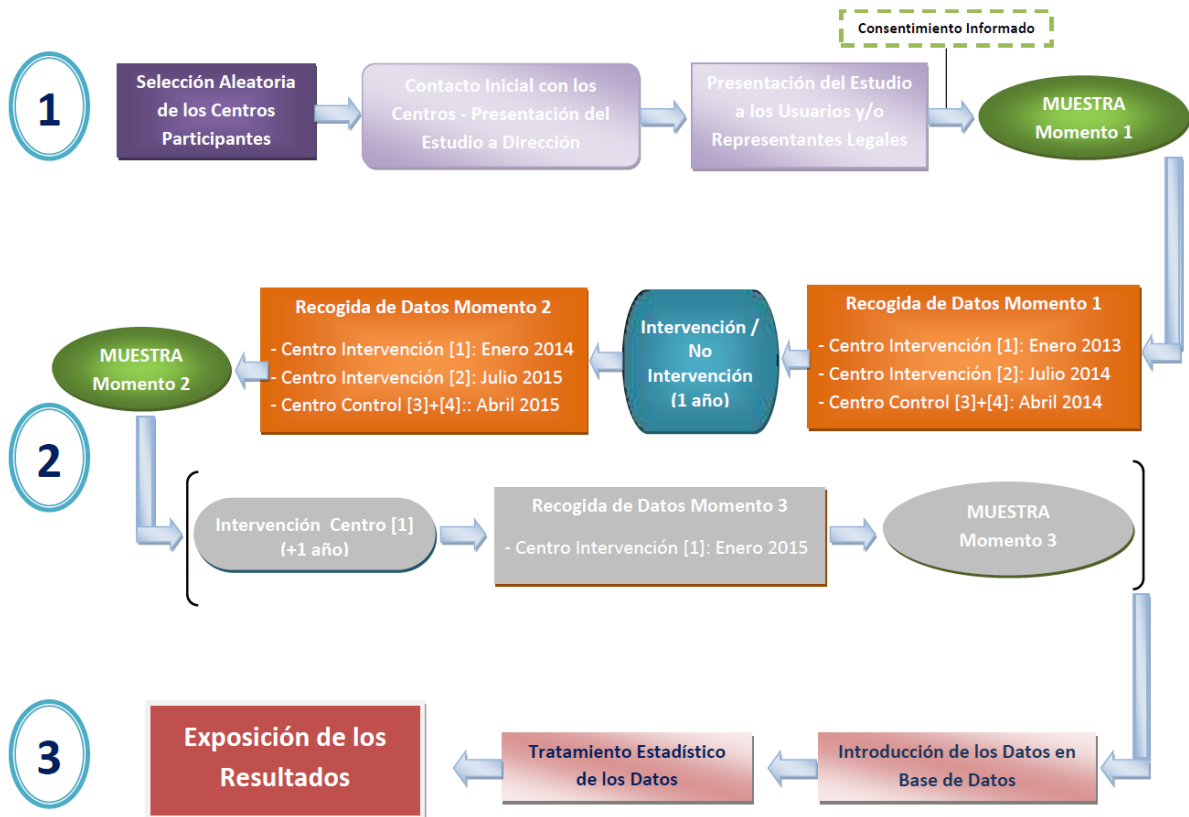 Consentimiento Informado
1
Selección Aleatoria
de los Centros
Participantes
Contacto Inicial con los
Centros - Presentación del
Estudio a Dirección
Presentación del Estudio
a los Usuarios y/o
Representantes Legales
MUESTRA
Momento 1
Recogida de Datos Momento 1
- Centro Intervención [1]: Enero 2013
- Centro Intervención [2]: Julio 2014
- Centro Control [3]+[4]: Abril 2014
Intervención /
No
Intervención
(1 año)
Recogida de Datos Momento 2
- Centro Intervención [1]: Enero 2014
- Centro Intervención [2]: Julio 2015
- Centro Control [3]+[4]:: Abril 2015
MUESTRA
Momento 2
2
Intervención Centro [1]
(+1 año)
Recogida de Datos Momento 3
- Centro Intervención [1]: Enero 2015
MUESTRA
Momento 3
3
Introducción de los Datos en
Base de Datos
Tratamiento Estadístico
de los Datos
Exposición de los
Resultados